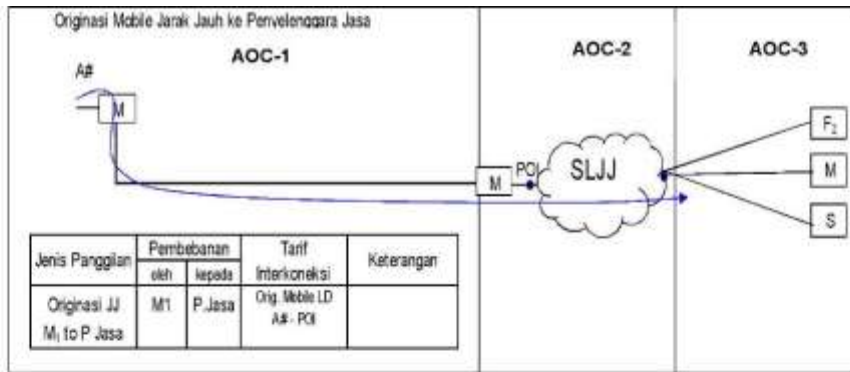 Originasi Mobile Jarak Jauh ke Penyelenggara Jasa
AOC-1
AOC-2
AOC-3
A#
M
M
POI
SLJJ
F2
M
S
Jenis Panggilan
Pembebanan
oleh
kepada
Tarif
Interkoneksi
Keterangan
Originasi JJ
M1 to P Jasa
M1
P.Jasa
Orig. Mobile LD
A# - POI